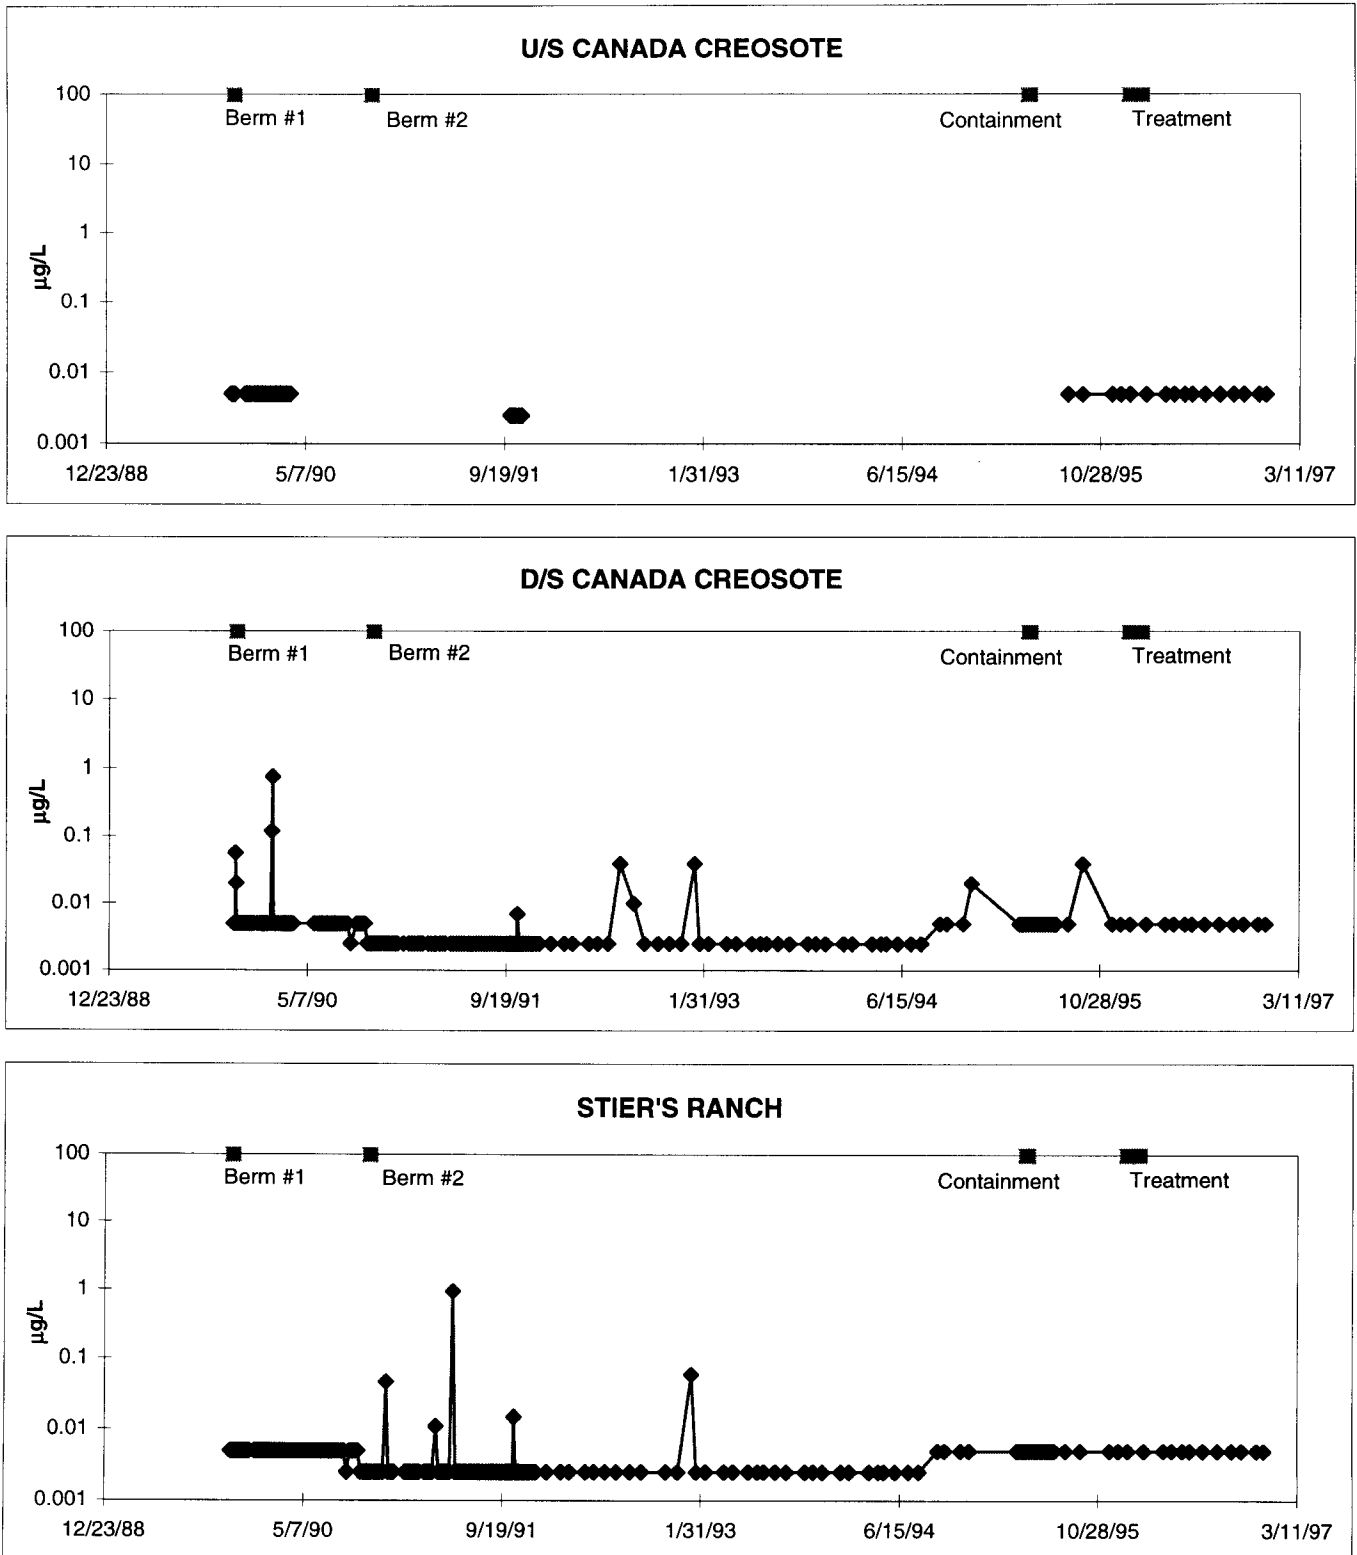 U/S CANADA CREOSOTE
100
Berm #1
Berm #2
Containment
Treatment
10
1
µg/L
0.1
0.01
0.001
12/23/88
5/7/90
9/19/91
1/31/93
6/15/94
10/28/95
3/11/97
D/S CANADA CREOSOTE
100
Berm #1
Berm #2
Containment
Treatment
10
1
µg/L
0.1
0.01
0.001
12/23/88
5/7/90
9/19/91
1/31/93
6/15/94
10/28/95
3/11/97
STIER'S RANCH
100
Berm #1
Berm #2
Containment
Treatment
10
1
µg/L
0.1
0.01
0.001
12/23/88
5/7/90
9/19/91
1/31/93
6/15/94
10/28/95
3/11/97